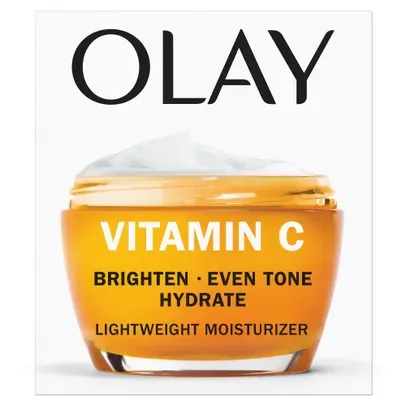 OLAY
VITAMIN C
BRIGHTEN · EVEN TONE
HYDRATE
LIGHTWEIGHT MOISTURIZER